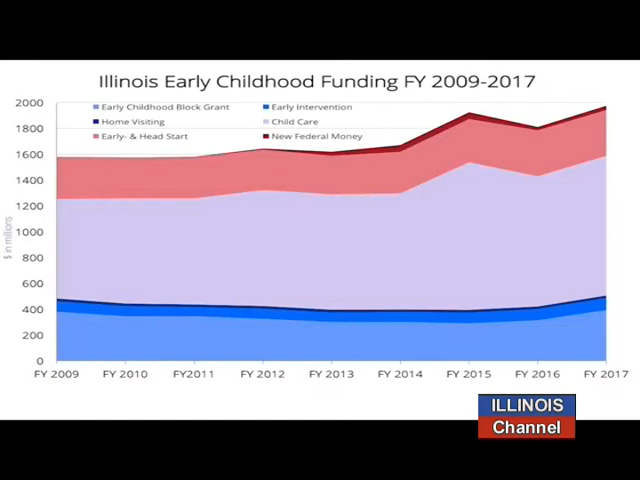 Illinois Early Childhood Funding FY 2009-2017
Early Childhood Block Grant Early Intervention
Home Visiting Child Care
Early- & Head Start New Federal Money
2000
1800
1600
1400
1200
1000
800
600
400
200
0
$ in millions
FY 2009 FY 2010 FY2011 FY 2012 FY 2013 FY 2014 FY 2015 FY 2016 FY 2017
ILLINOIS
Channel